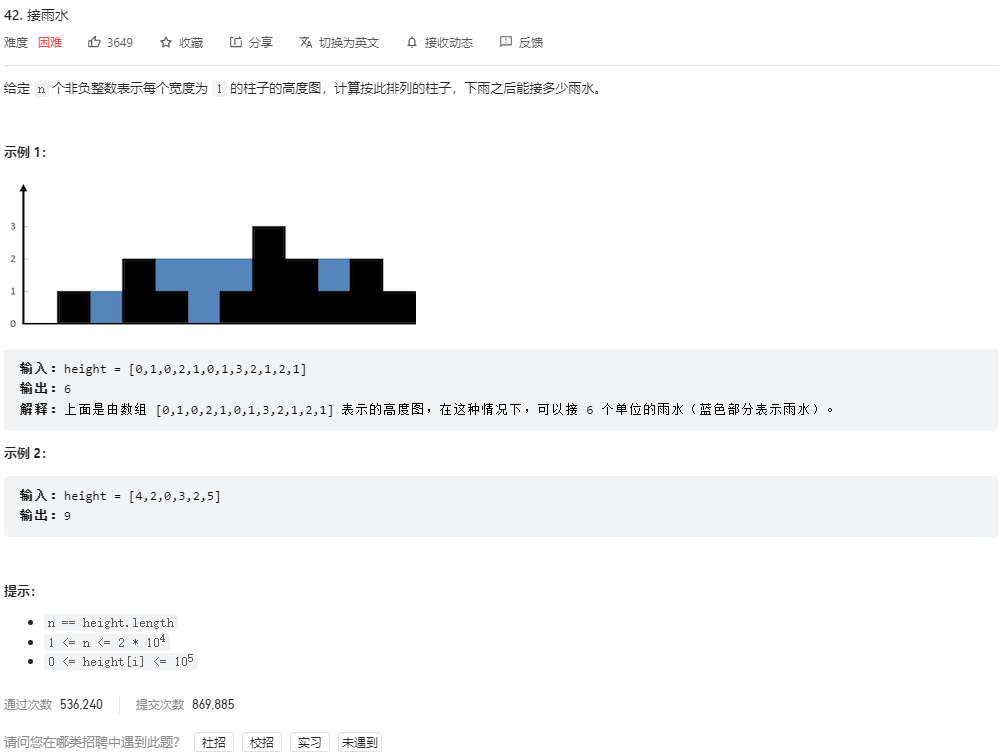 42. 接雨水
难度 困难 3649 收藏 分享 切换为英文 接收动态 反馈
给定 n 个非负整数表示每个宽度为 1 的柱子的高度图，计算按此排列的柱子，下雨之后能接多少雨水。
示例 1：
3
2
1
0
输入：height = [0,1,0,2,1,0,1,3,2,1,2,1]
输出：6
解释：上面是由数组 [0,1,0,2,1,0,1,3,2,1,2,1] 表示的高度图，在这种情况下，可以接 6 个单位的雨水（蓝色部分表示雨水）。
示例 2：
输入：height = [4,2,0,3,2,5]
输出：9
提示：
n == height.length
1 <= n <= 2 * 10⁴
0 <= height[i] <= 10⁵
通过次数 536,240 提交次数 869,885
请问您在哪类招聘中遇到此题？ 社招 校招 实习 未遇到